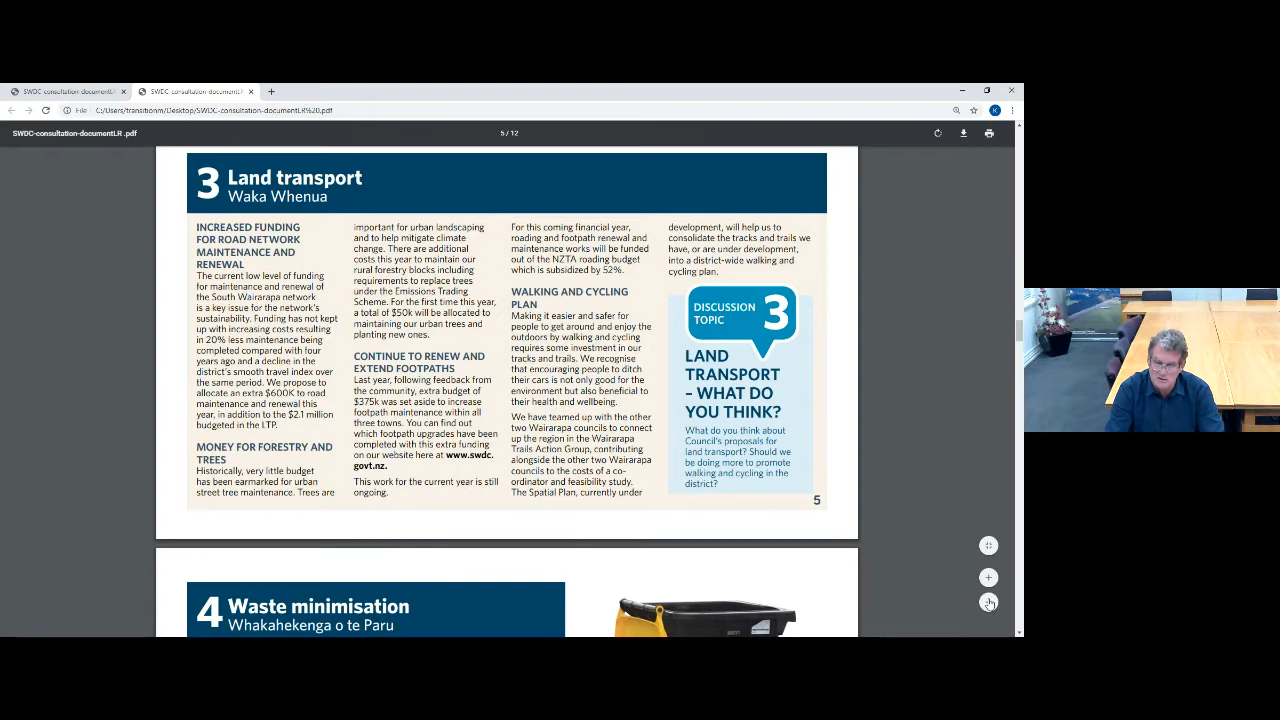 SWDC-consultation-documentLR
SWDC-consultation-documentLR
File
C:/Users/transitionm/Desktop/SWDC-consultation-documentLR%20.pdf
K
SWDC-consultation-documentLR .pdf
5 / 12
3 Land transport
Waka Whenua
INCREASED FUNDING
FOR ROAD NETWORK
MAINTENANCE AND
RENEWAL
The current low level of funding
for maintenance and renewal of
the South Wairarapa network
is a key issue for the network's
sustainability. Funding has not kept
up with increasing costs resulting
in 20% less maintenance being
completed compared with four
years ago and a decline in the
district's smooth travel index over
the same period. We propose to
allocate an extra $600K to road
maintenance and renewal this
year, in addition to the $2.1 million
budgeted in the LTP.
MONEY FOR FORESTRY AND
TREES
Historically, very little budget
has been earmarked for urban
street tree maintenance. Trees are
important for urban landscaping
and to help mitigate climate
change. There are additional
costs this year to maintain our
rural forestry blocks including
requirements to replace trees
under the Emissions Trading
Scheme. For the first time this year,
a total of $50k will be allocated to
maintaining our urban trees and
planting new ones.
CONTINUE TO RENEW AND
EXTEND FOOTPATHS
Last year, following feedback from
the community, extra budget of
$375k was set aside to increase
footpath maintenance within all
three towns. You can find out
which footpath upgrades have been
completed with this extra funding
on our website here at www.swdc.
govt.nz.
This work for the current year is still
ongoing.
For this coming financial year,
roading and footpath renewal and
maintenance works will be funded
out of the NZTA roading budget
which is subsidized by 52%.
WALKING AND CYCLING
PLAN
Making it easier and safer for
people to get around and enjoy the
outdoors by walking and cycling
requires some investment in our
tracks and trails. We recognise
that encouraging people to ditch
their cars is not only good for the
environment but also beneficial to
their health and wellbeing.
We have teamed up with the other
two Wairarapa councils to connect
up the region in the Wairarapa
Trails Action Group, contributing
alongside the other two Wairarapa
councils to the costs of a co-
ordinator and feasibility study.
The Spatial Plan, currently under
development, will help us to
consolidate the tracks and trails we
have, or are under development,
into a district-wide walking and
cycling plan.
DISCUSSION
TOPIC 3
LAND
TRANSPORT
– WHAT DO
YOU THINK?
What do you think about
Council's proposals for
land transport? Should we
be doing more to promote
walking and cycling in the
district?
5
4 Waste minimisation
Whakahekenga o te Paru